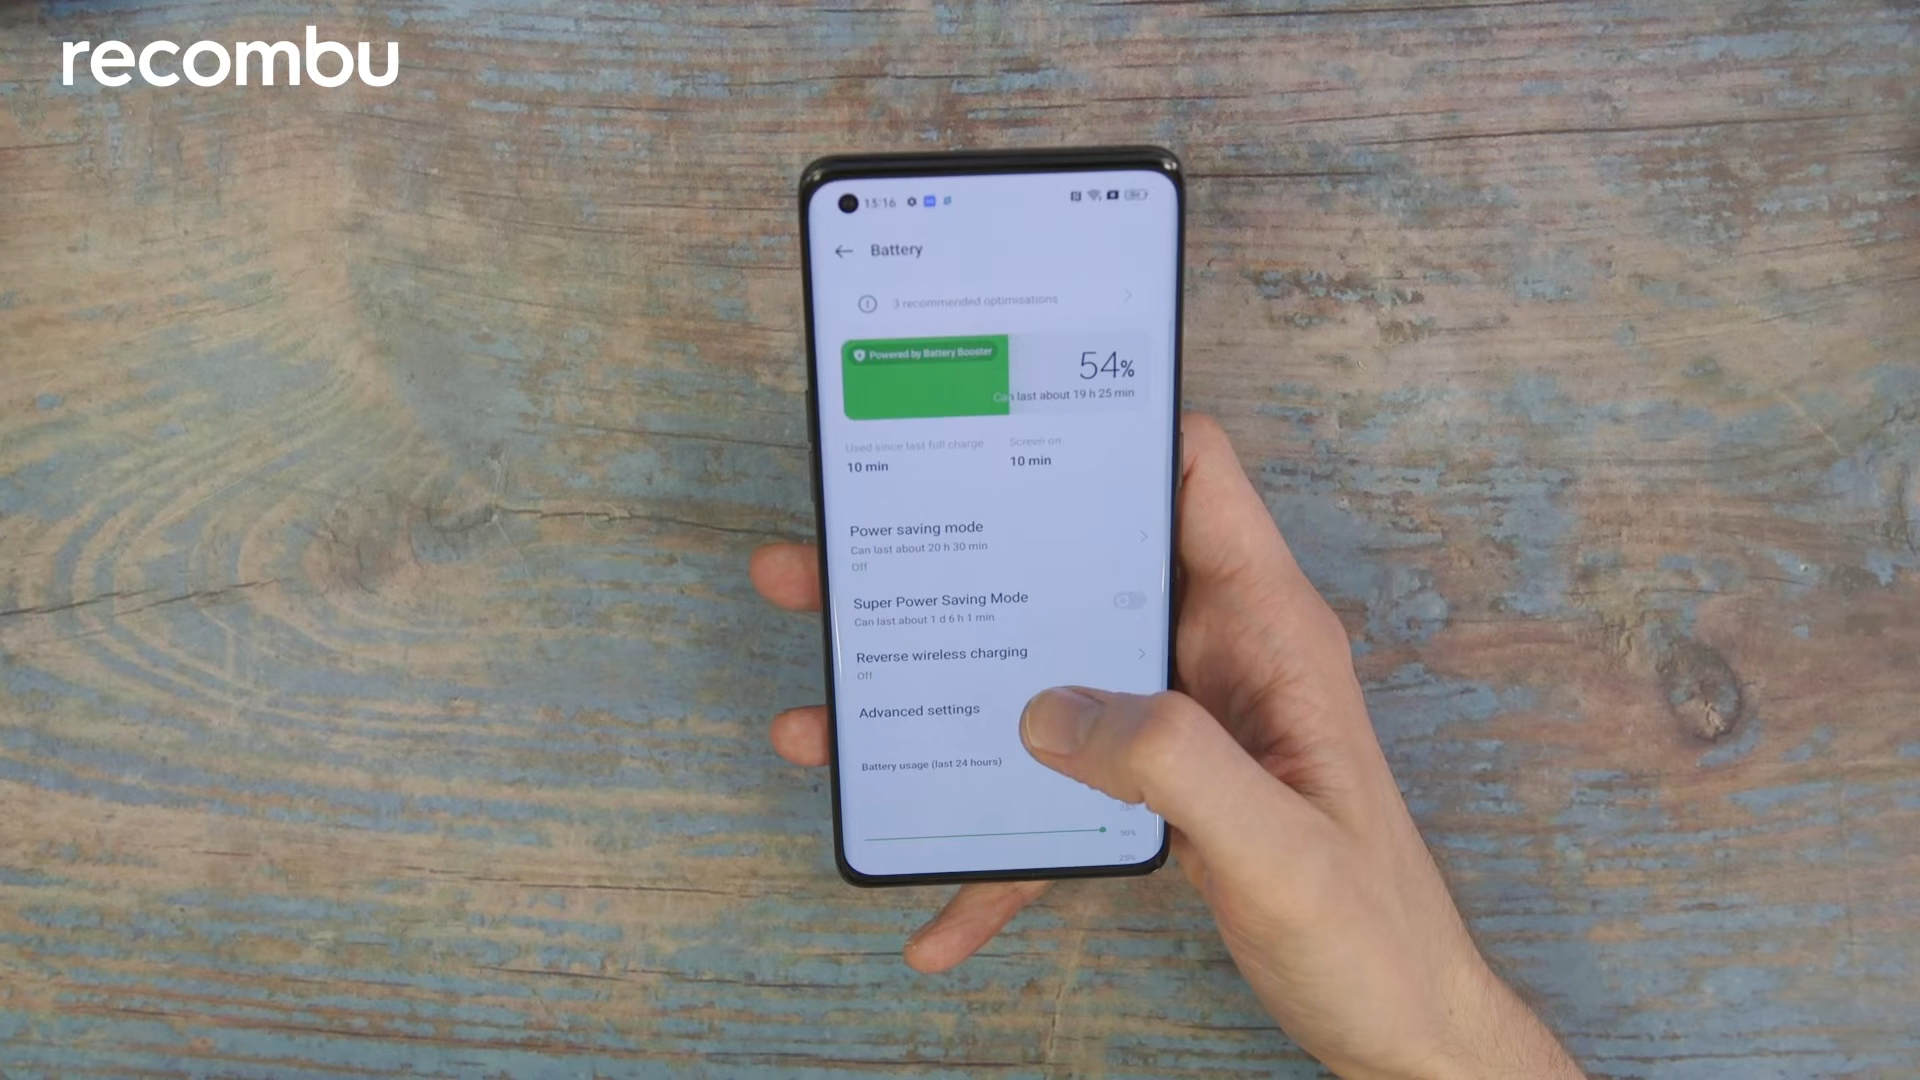 recombu
13:16
Battery
3 recommended optimisations
Powered by Battery Booster
54%
Can last about 19 h 25 min
Used since last full charge
Screen on
10 min
10 min
Power saving mode
Can last about 20 h 30 min
Off
Super Power Saving Mode
Can last about 1 d 6 h 1 min
Reverse wireless charging
Off
Advanced settings
Battery usage (last 24 hours)
50%
25%